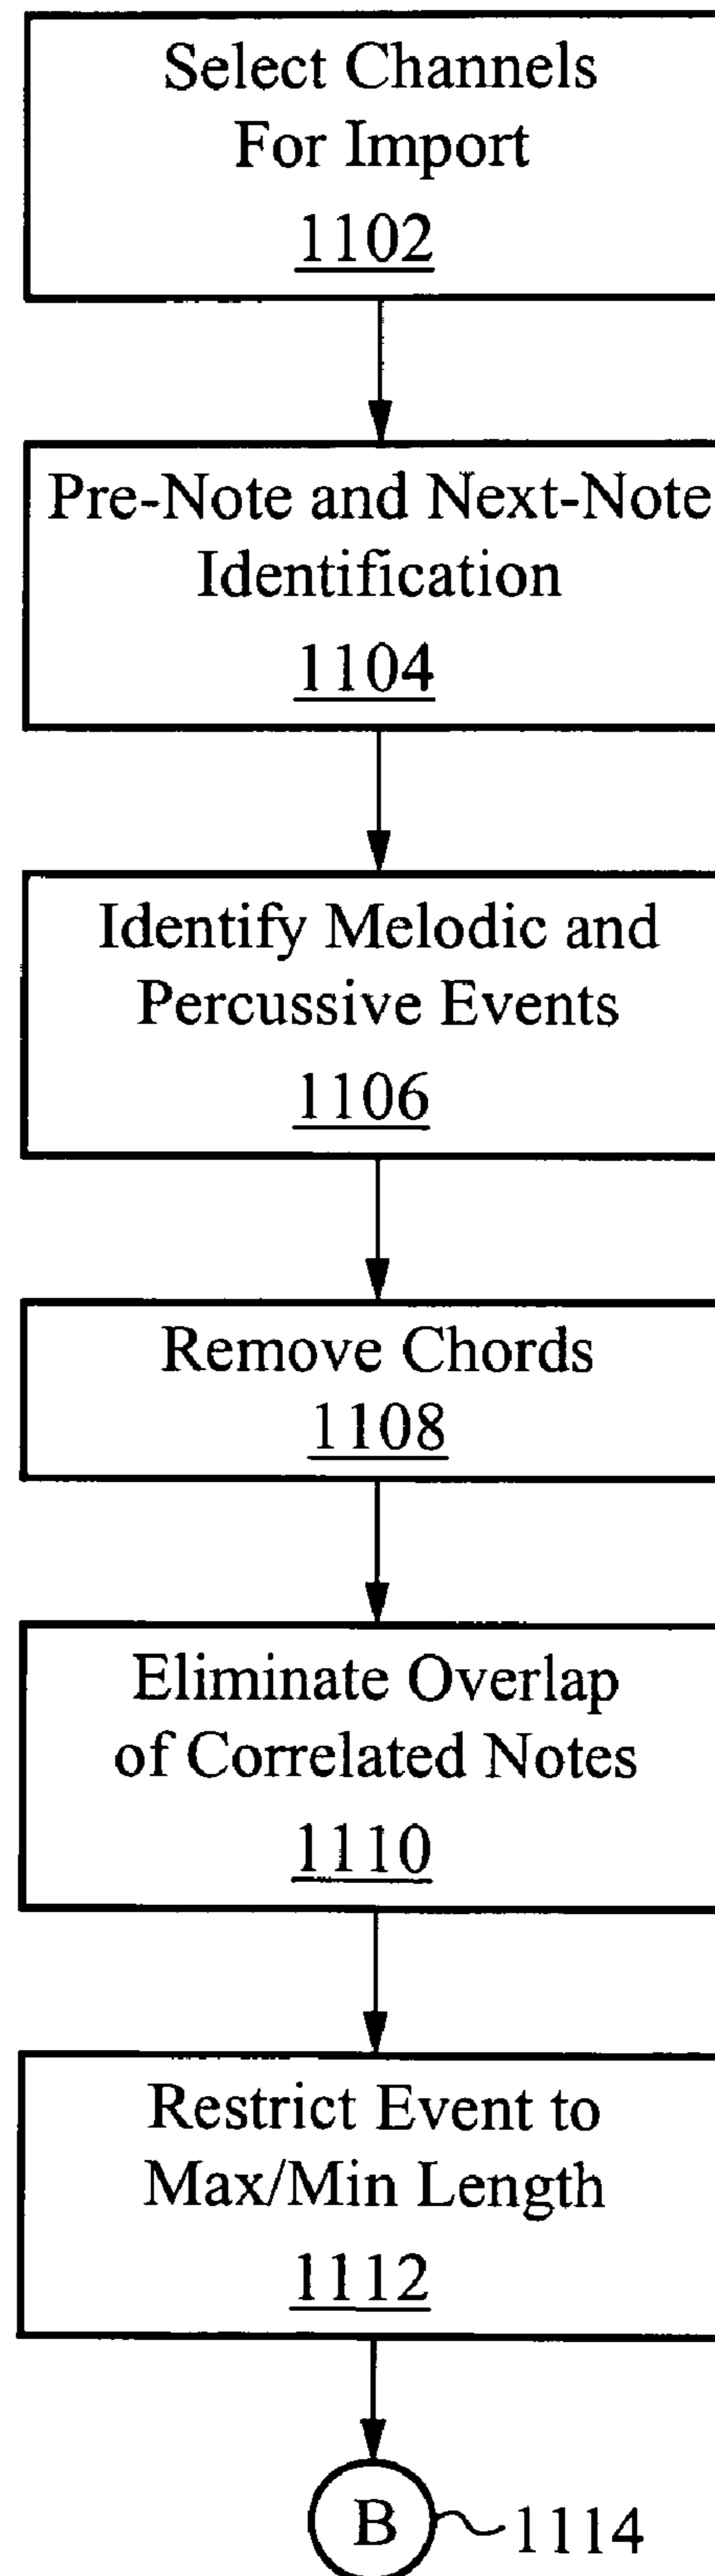 Select Channels
For Import
1102
Pre-Note and Next-Note
Identification
1104
Identify Melodic and
Percussive Events
1106
Remove Chords
1108
Eliminate Overlap
of Correlated Notes
1110
Restrict Event to
Max/Min Length
1112
B 1114